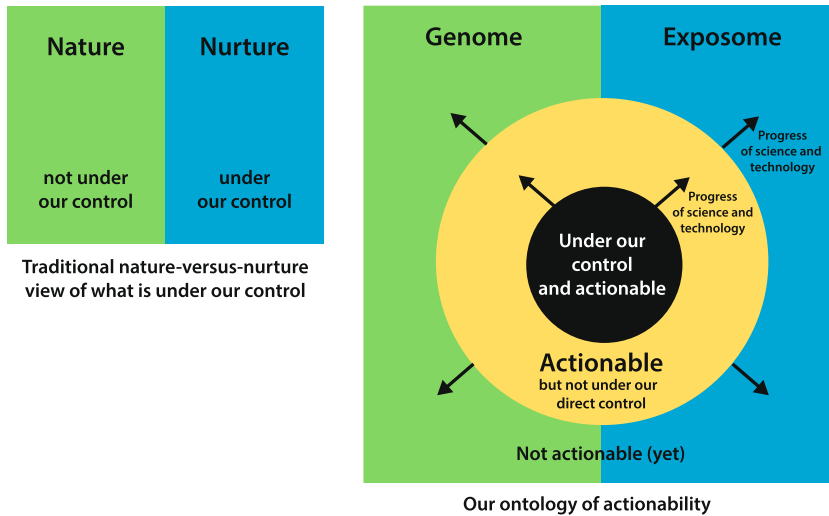 Nature
Nurture
not under
our control
under
our control
Traditional nature-versus-nurture
view of what is under our control
Genome
Exposome
Progress
of science and
technology
Progress
of science and
technology
Under our
control
and actionable
Actionable
but not under our
direct control
Not actionable (yet)
Our ontology of actionability